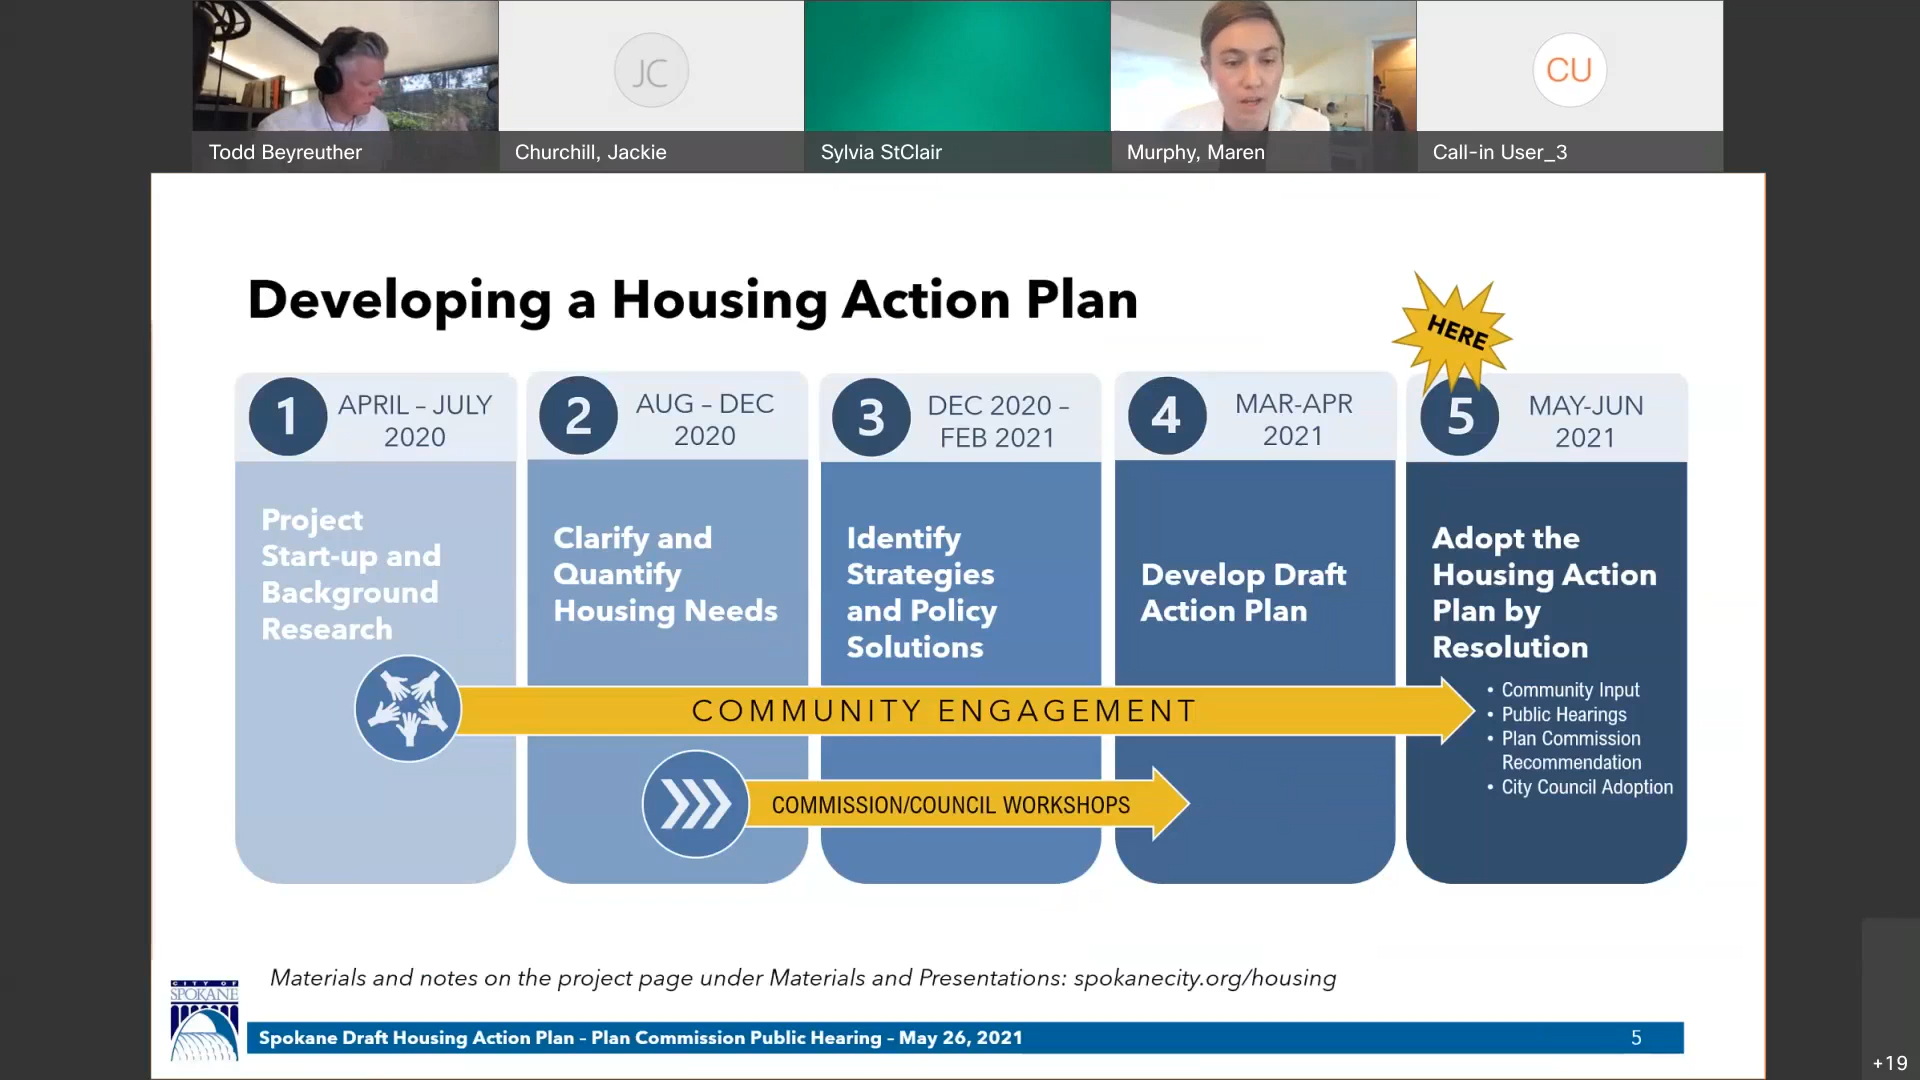 JC
CU
Todd Beyreuther
Churchill, Jackie
Sylvia StClair
Murphy, Maren
Call-in User_3
Developing a Housing Action Plan
HERE
1
APRIL – JULY
2020
Project
Start-up and
Background
Research
2
AUG – DEC
2020
Clarify and
Quantify
Housing Needs
3
DEC 2020 –
FEB 2021
Identify
Strategies
and Policy
Solutions
4
MAR-APR
2021
Develop Draft
Action Plan
5
MAY-JUN
2021
Adopt the
Housing Action
Plan by
Resolution
• Community Input
• Public Hearings
• Plan Commission
Recommendation
• City Council Adoption
COMMUNITY ENGAGEMENT
COMMISSION/COUNCIL WORKSHOPS
Materials and notes on the project page under Materials and Presentations: spokanecity.org/housing
CITY OF
SPOKANE
Spokane Draft Housing Action Plan – Plan Commission Public Hearing – May 26, 2021
5
+19